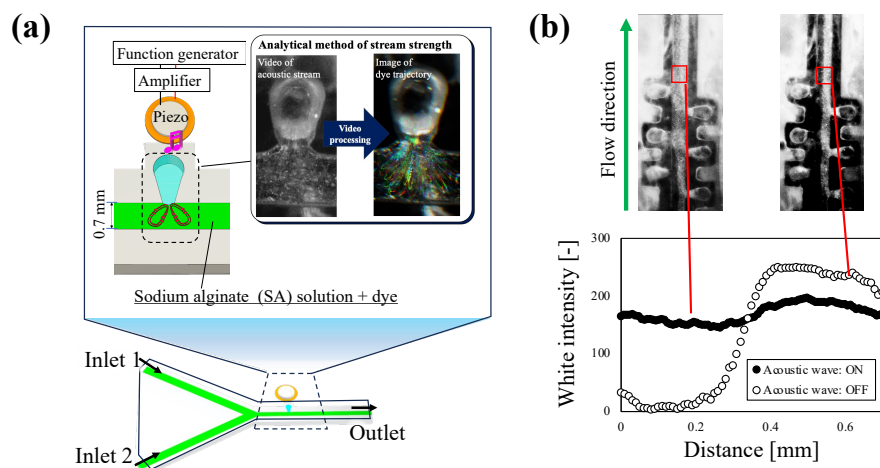 (a)
Function generator
Amplifier
Piezo
0.7 mm
Analytical method of stream strength
Video of
acoustic stream
Image of
dye trajectory
Video
processing
Sodium alginate (SA) solution + dye
Inlet 1
Inlet 2
Outlet
(b)
Flow direction
White intensity [-]
300
200
100
0
0
0.2
0.4
0.6
Distance [mm]
Acoustic wave: ON
Acoustic wave: OFF